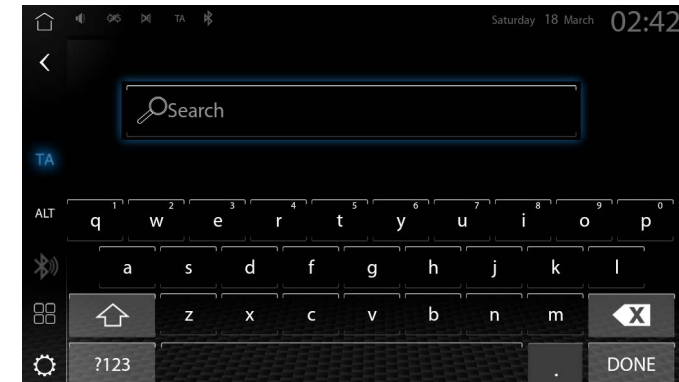 TA Saturday 18 March 02:42
Search
TA
ALT
1 2 3 4 5 6 7 8 9 0
q w e r t y u i o p
a s d f g h j k l
z x c v b n m X
?123 . DONE